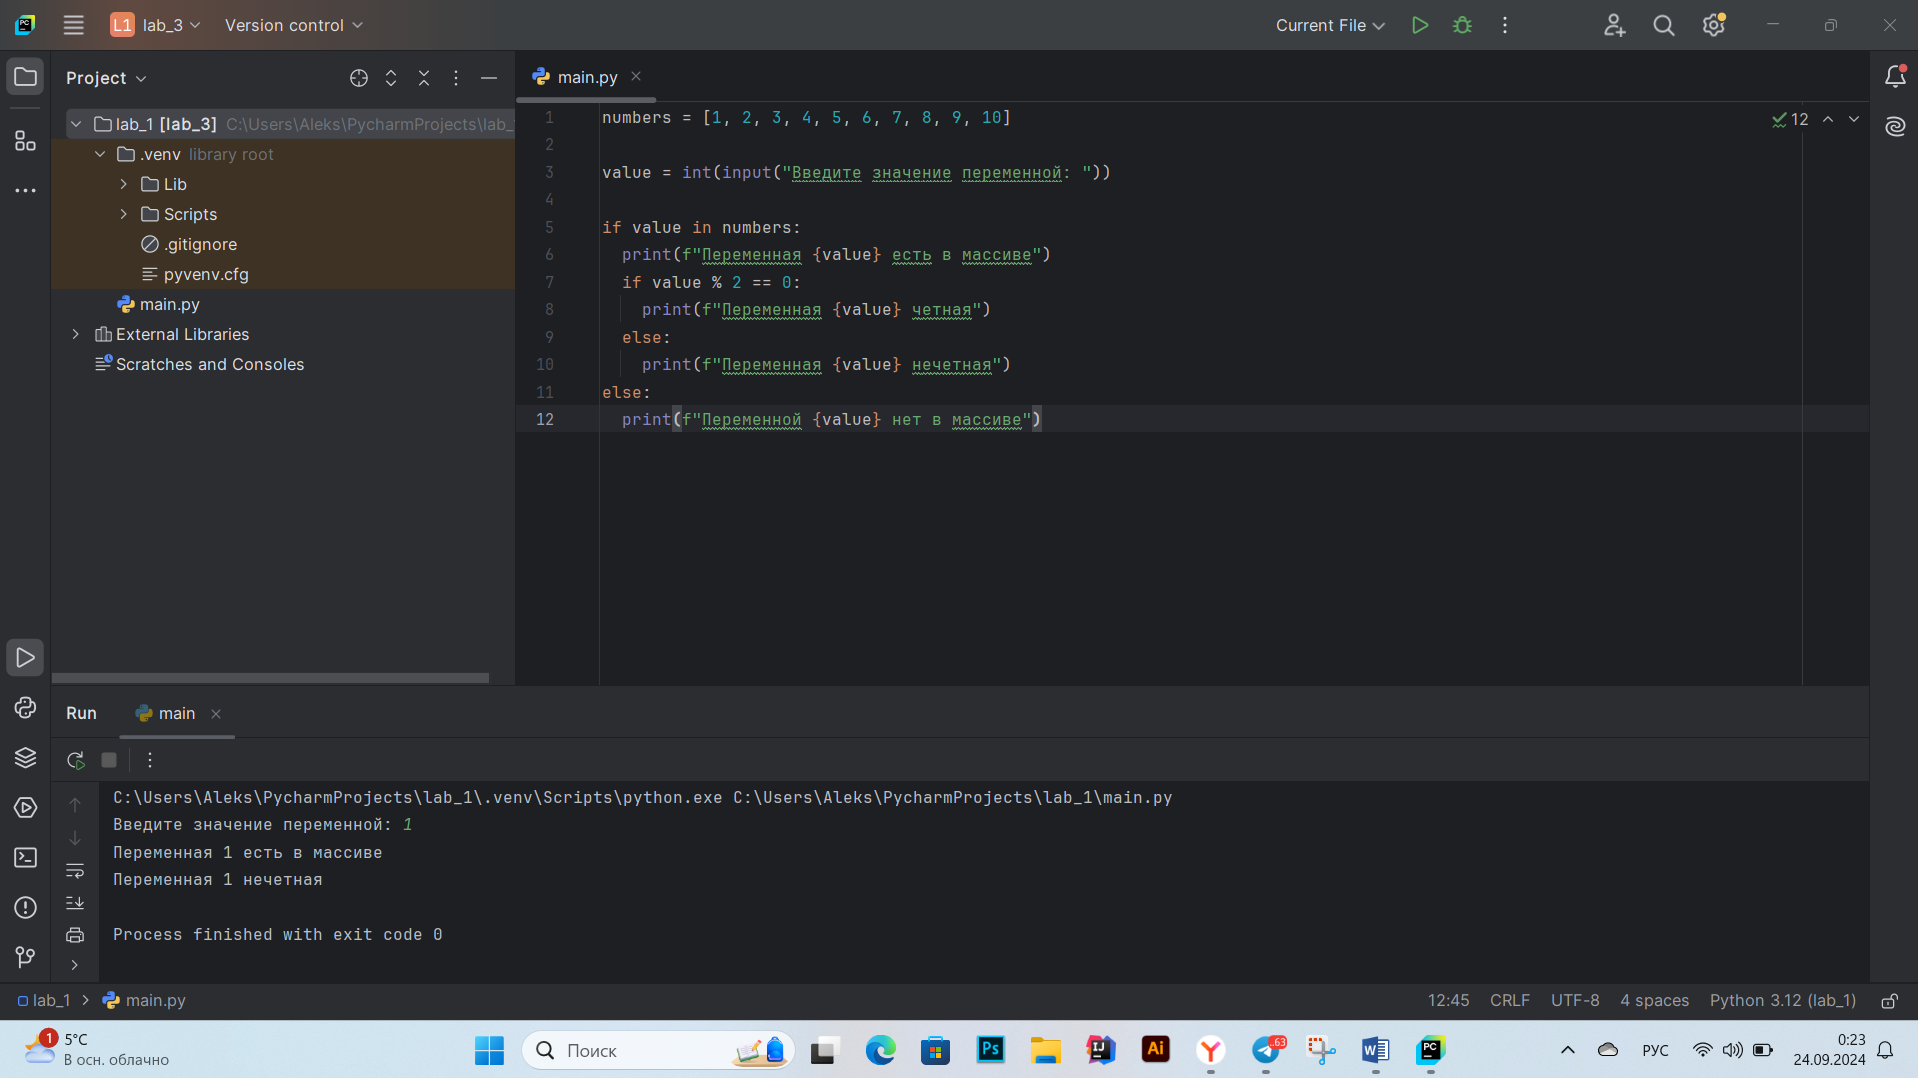 L1 lab_3 Version control Current File
Project main.py
lab_1 [lab_3] C:\Users\Aleks\PycharmProjects\lab_
.venv library root
Lib
Scripts
.gitignore
pyvenv.cfg
main.py
External Libraries
Scratches and Consoles
12
1 numbers = [1, 2, 3, 4, 5, 6, 7, 8, 9, 10]
2
3 value = int(input("Введите значение переменной: "))
4
5 if value in numbers:
6 print(f"Переменная {value} есть в массиве")
7 if value % 2 == 0:
8 print(f"Переменная {value} четная")
9 else:
10 print(f"Переменная {value} нечетная")
11 else:
12 print(f"Переменной {value} нет в массиве")
Run main
C:\Users\Aleks\PycharmProjects\lab_1\.venv\Scripts\python.exe C:\Users\Aleks\PycharmProjects\lab_1\main.py
Введите значение переменной: 1
Переменная 1 есть в массиве
Переменная 1 нечетная
Process finished with exit code 0
lab_1 main.py 12:45 CRLF UTF-8 4 spaces Python 3.12 (lab_1)
1 5°C
В осн. облачно
Поиск
Ps
IJ
Ai
63
W
PC
РУС
0:23
24.09.2024